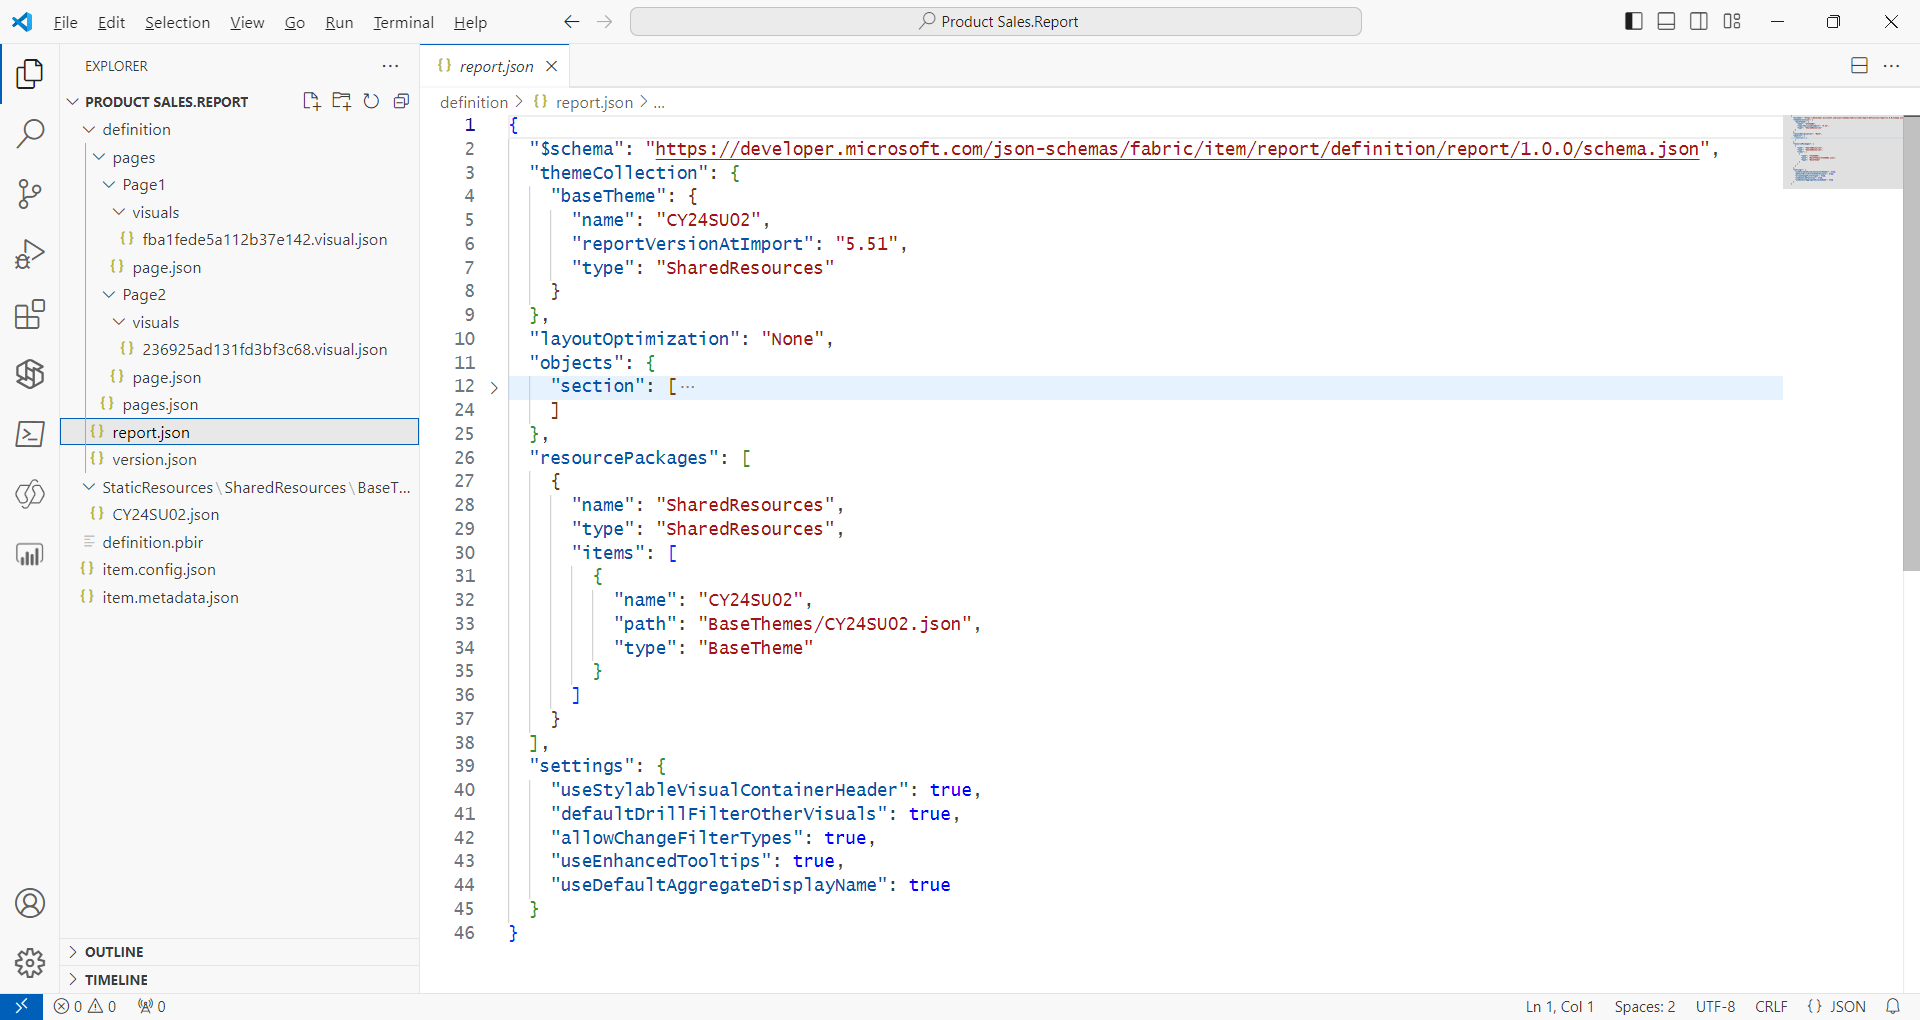 File Edit Selection View Go Run Terminal Help
Product Sales.Report
EXPLORER
PRODUCT SALES.REPORT
definition
pages
Page1
visuals
fba1fede5a112b37e142.visual.json
page.json
Page2
visuals
236925ad131fd3bf3c68.visual.json
page.json
pages.json
report.json
version.json
StaticResources\SharedResources\BaseT...
CY24SU02.json
definition.pbir
item.config.json
item.metadata.json
OUTLINE
TIMELINE
report.json
definition > report.json > ...
1 {
2 "$schema": "https://developer.microsoft.com/json-schemas/fabric/item/report/definition/report/1.0.0/schema.json",
3 "themeCollection": {
4 "baseTheme": {
5 "name": "CY24SU02",
6 "reportVersionAtImport": "5.51",
7 "type": "SharedResources"
8 }
9 },
10 "layoutOptimization": "None",
11 "objects": {
12 "section": [...
24 ]
25 },
26 "resourcePackages": [
27 {
28 "name": "SharedResources",
29 "type": "SharedResources",
30 "items": [
31 {
32 "name": "CY24SU02",
33 "path": "BaseThemes/CY24SU02.json",
34 "type": "BaseTheme"
35 }
36 ]
37 }
38 ],
39 "settings": {
40 "useStylableVisualContainerHeader": true,
41 "defaultDrillFilterOtherVisuals": true,
42 "allowChangeFilterTypes": true,
43 "useEnhancedTooltips": true,
44 "useDefaultAggregateDisplayName": true
45 }
46 }
0 0 0 Ln 1, Col 1 Spaces: 2 UTF-8 CRLF {} JSON